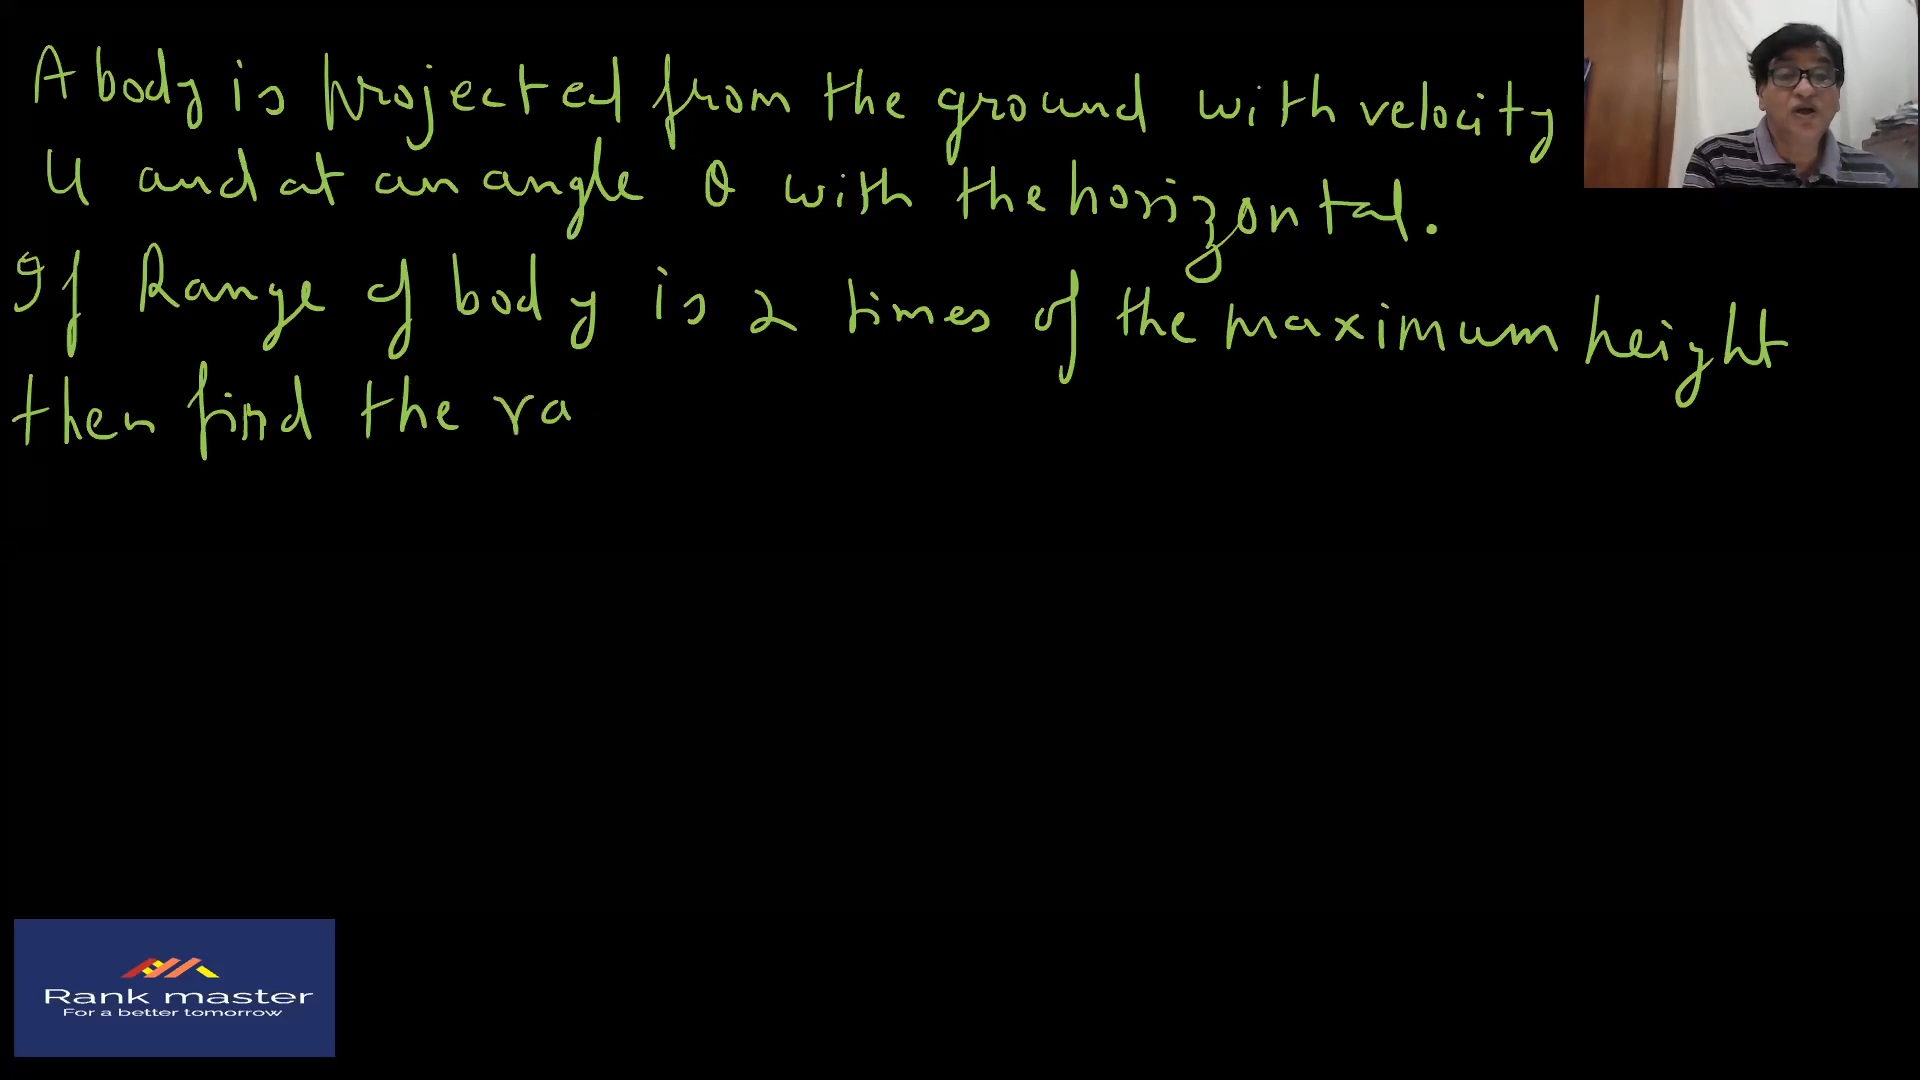 A body is projected from the ground with velocity
u and at an angle θ with the horizontal.
If Range of body is 2 times of the maximum height
then find the ra
Rank master
For a better tomorrow